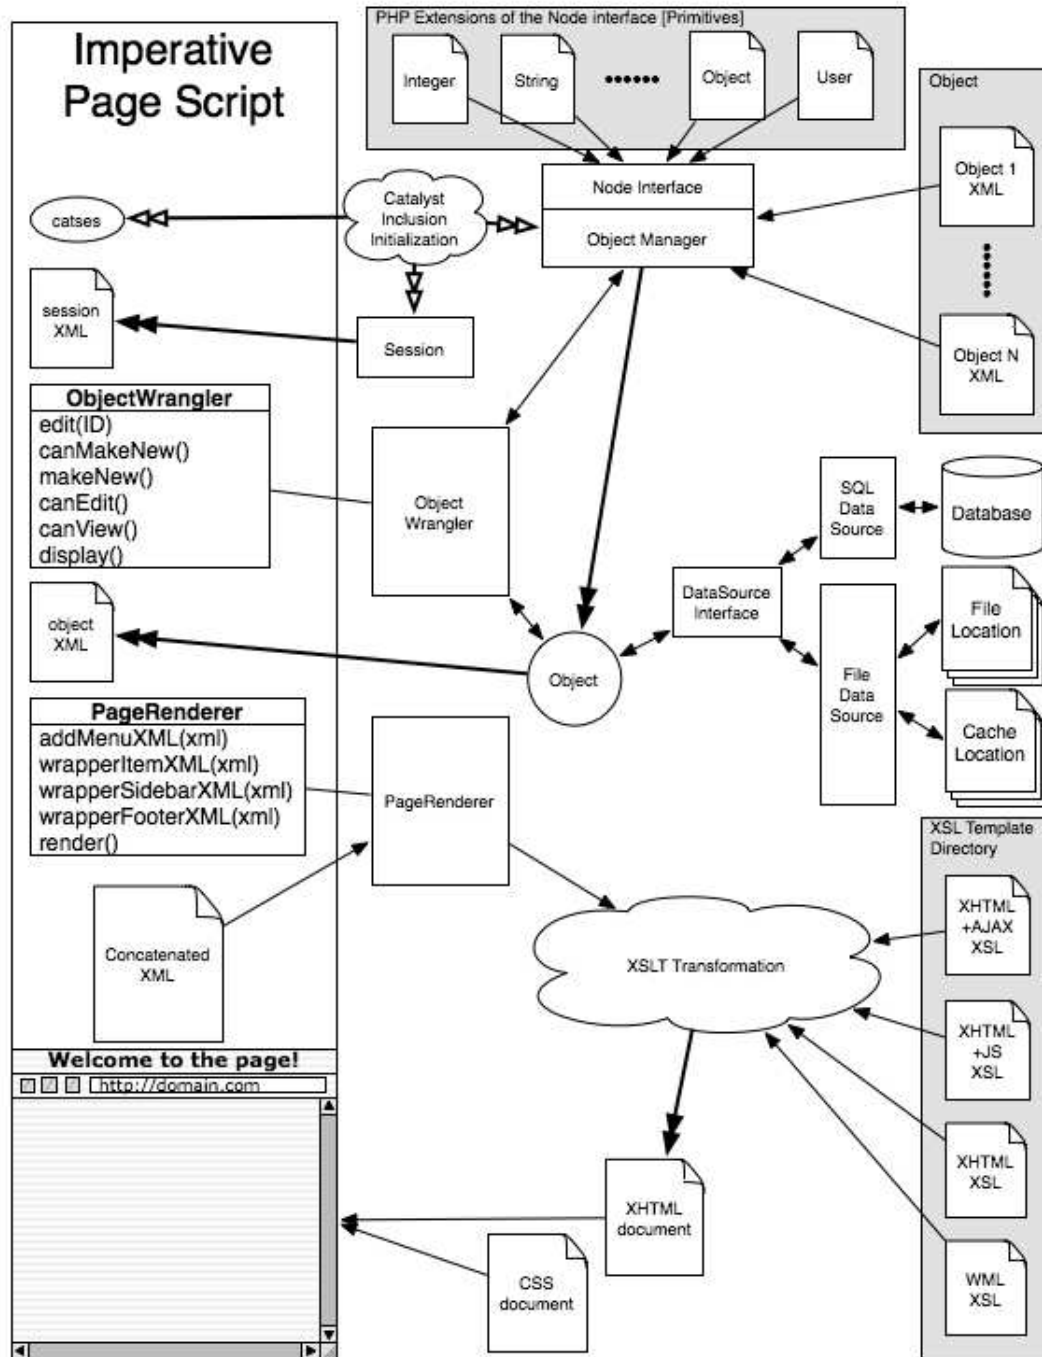 PHP Extensions of the Node interface [Primitives]
Imperative
Page Script
Integer
String
Object
User
Object
Object 1
XML
Object N
XML
Node Interface
Object Manager
Catalyst
Inclusion
Initialization
catses
session
XML
Session
ObjectWrangler
edit(ID)
canMakeNew()
makeNew()
canEdit()
canView()
display()
Object
Wrangler
SQL
Data
Source
Database
DataSource
Interface
File
Location
object
XML
Object
File
Data
Source
Cache
Location
PageRenderer
addMenuXML(xml)
wrapperItemXML(xml)
wrapperSidebarXML(xml)
wrapperFooterXML(xml)
render()
PageRenderer
XSL Template
Directory
Concatenated
XML
XSLT Transformation
XHTML
+AJAX
XSL
XHTML
+JS
XSL
XHTML
XSL
WML
XSL
Welcome to the page!
http://domain.com
XHTML
document
CSS
document